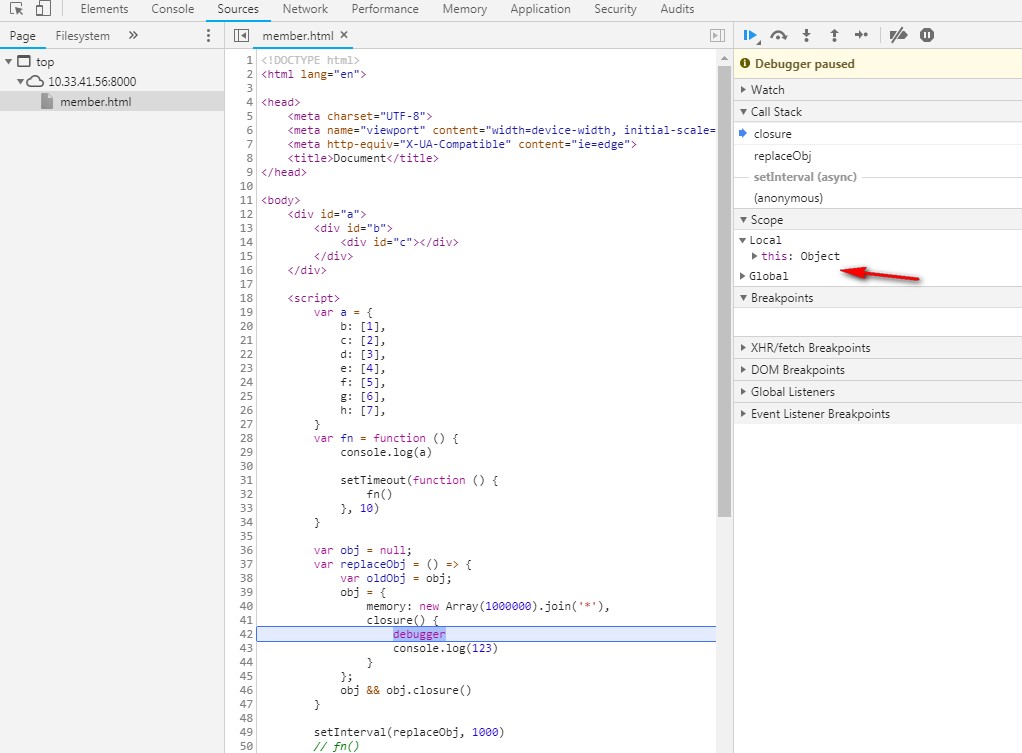 Elements Console Sources Network Performance Memory Application Security Audits
Page Filesystem »
member.html ×
top
10.33.41.56:8000
member.html
1 <!DOCTYPE html>
2 <html lang="en">
3
4 <head>
5     <meta charset="UTF-8">
6     <meta name="viewport" content="width=device-width, initial-scale=
7     <meta http-equiv="X-UA-Compatible" content="ie=edge">
8     <title>Document</title>
9 </head>
10
11 <body>
12     <div id="a">
13         <div id="b">
14             <div id="c"></div>
15         </div>
16     </div>
17
18     <script>
19         var a = {
20             b: [1],
21             c: [2],
22             d: [3],
23             e: [4],
24             f: [5],
25             g: [6],
26             h: [7],
27         }
28         var fn = function () {
29             console.log(a)
30
31             setTimeout(function () {
32                 fn()
33             }, 10)
34         }
35
36         var obj = null;
37         var replaceObj = () => {
38             var oldObj = obj;
39             obj = {
40                 memory: new Array(1000000).join('*'),
41                 closure() {
42                     debugger
43                     console.log(123)
44                 }
45             };
46             obj && obj.closure()
47         }
48
49         setInterval(replaceObj, 1000)
50         // fn()
Debugger paused
Watch
Call Stack
closure
replaceObj
setInterval (async)
(anonymous)
Scope
Local
this: Object
Global
Breakpoints
XHR/fetch Breakpoints
DOM Breakpoints
Global Listeners
Event Listener Breakpoints